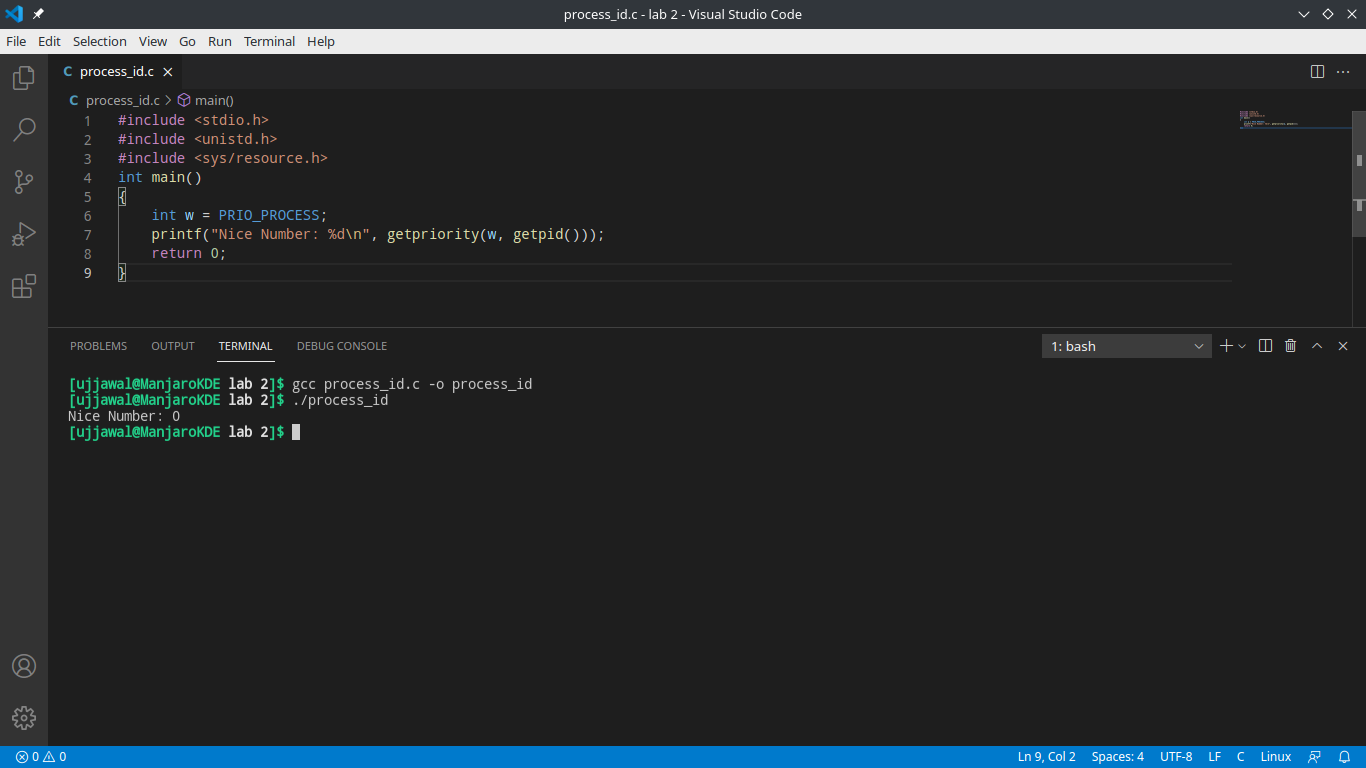 process_id.c - lab 2 - Visual Studio Code
File Edit Selection View Go Run Terminal Help
C process_id.c
C process_id.c > main()
1 #include <stdio.h>
2 #include <unistd.h>
3 #include <sys/resource.h>
4 int main()
5 {
6     int w = PRIO_PROCESS;
7     printf("Nice Number: %d\n", getpriority(w, getpid()));
8     return 0;
9 }
PROBLEMS OUTPUT TERMINAL DEBUG CONSOLE 1: bash
[ujjawal@ManjaroKDE lab 2]$ gcc process_id.c -o process_id
[ujjawal@ManjaroKDE lab 2]$ ./process_id
Nice Number: 0
[ujjawal@ManjaroKDE lab 2]$
0 0 Ln 9, Col 2 Spaces: 4 UTF-8 LF C Linux